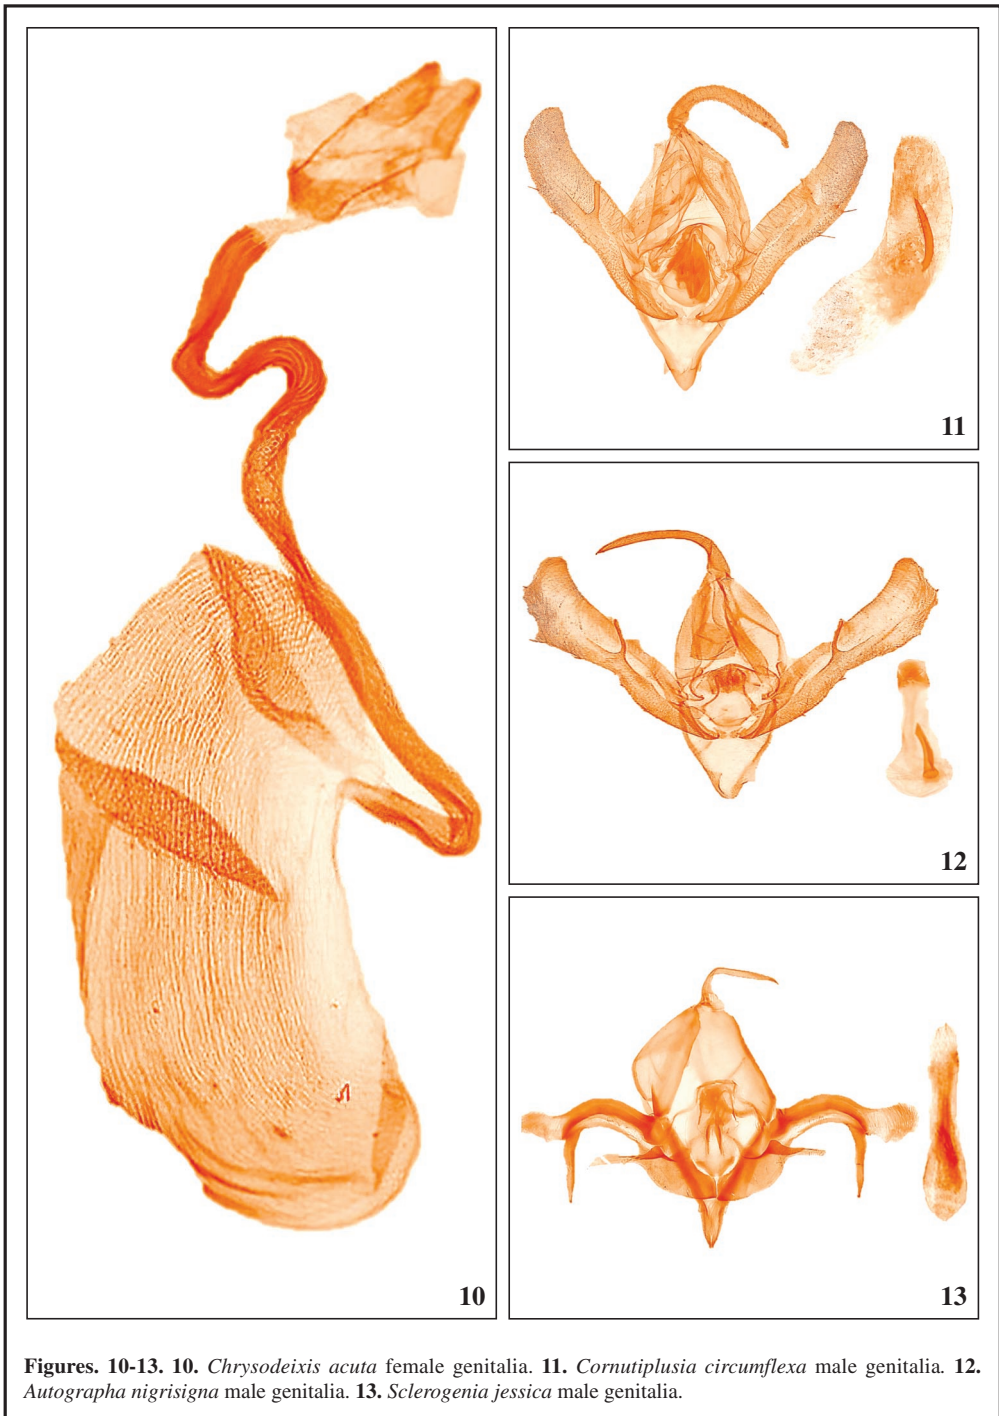 11
12
10
13
Figures. 10-13. 10. Chrysodeixis acuta female genitalia. 11. Cornutiplusia circumflexa male genitalia. 12.
Autographa nigrisigna male genitalia. 13. Sclerogenia jessica male genitalia.